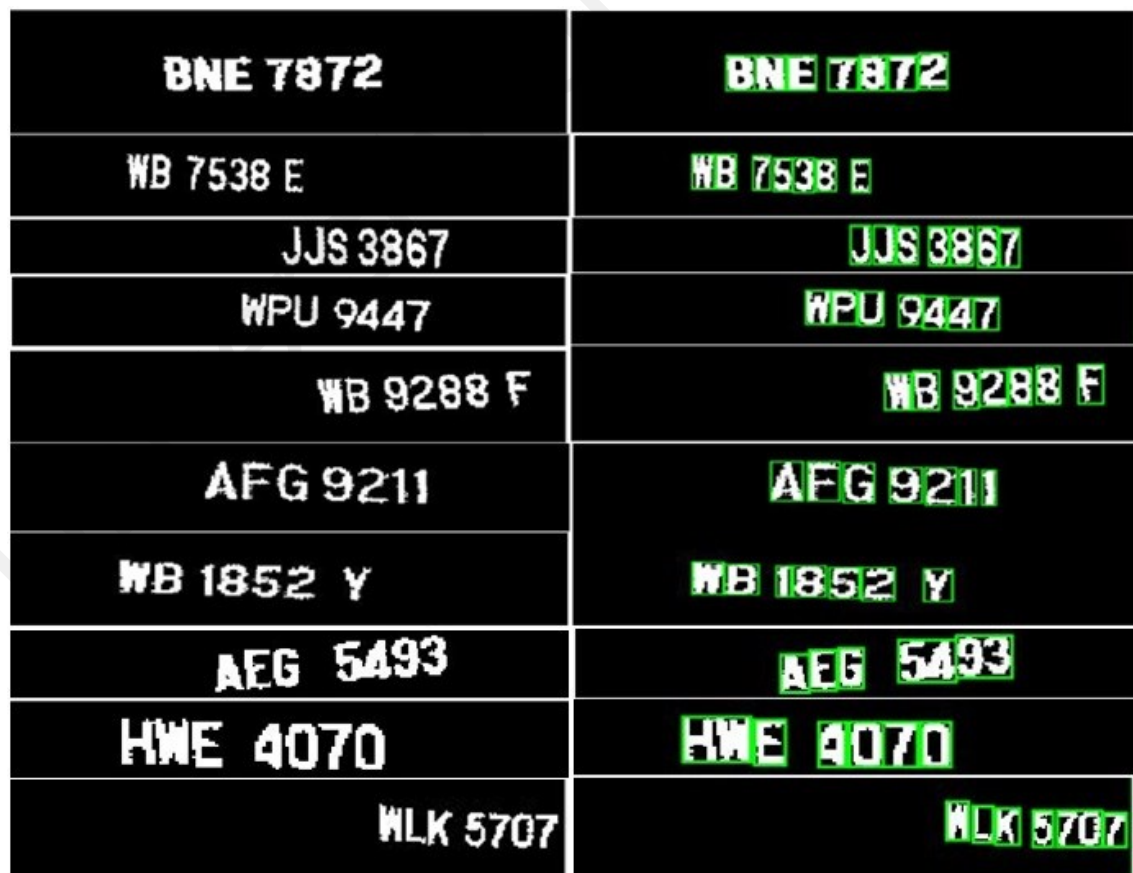 BNE 7872 BNE 7872
WB 7538 E WB 7538 E
JJS 3867 JJS 3867
WPU 9447 WPU 9447
WB 9288 F WB 9288 F
AFG 9211 AFG 9211
WB 1852 Y WB 1852 Y
AEG 5493 AEG 5493
HWE 4070 HWE 4070
WLK 5707 WLK 5707